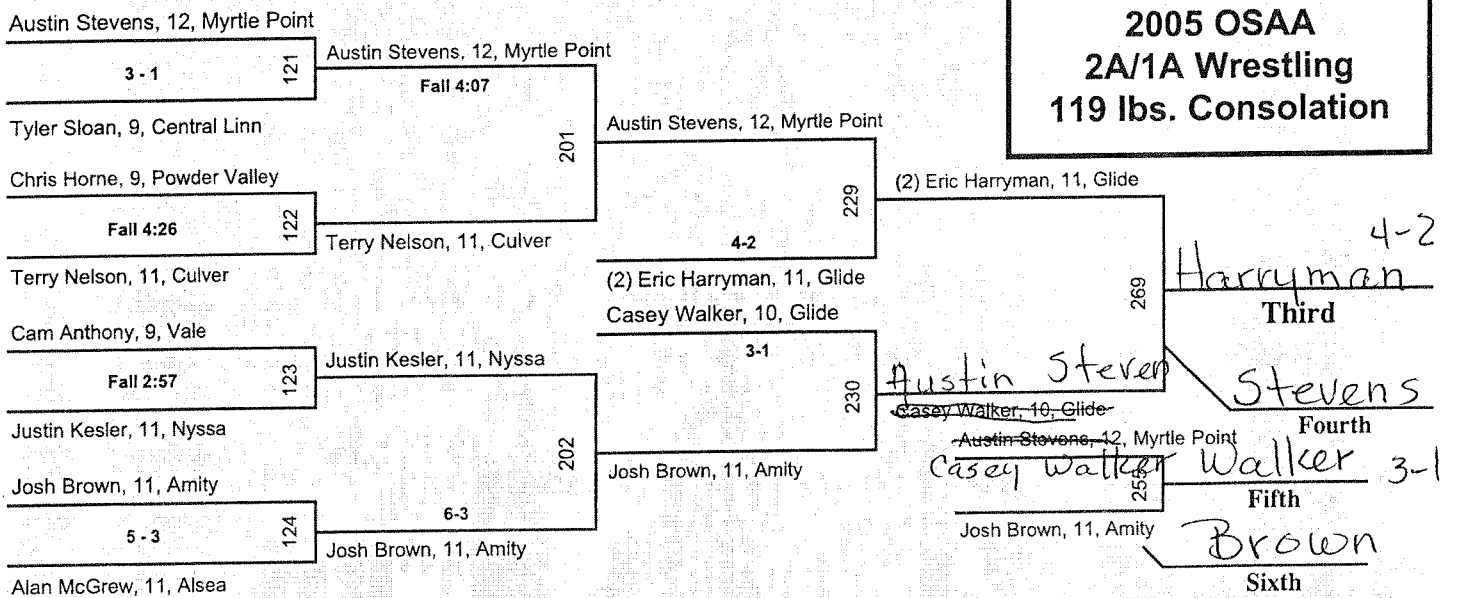 2005 OSAA
2A/1A Wrestling
119 lbs. Consolation
Austin Stevens, 12, Myrtle Point
3 - 1
121
Tyler Sloan, 9, Central Linn
Chris Horne, 9, Powder Valley
Fall 4:26
122
Terry Nelson, 11, Culver
Cam Anthony, 9, Vale
Fall 2:57
123
Justin Kesler, 11, Nyssa
Josh Brown, 11, Amity
5 - 3
124
Alan McGrew, 11, Alsea
Austin Stevens, 12, Myrtle Point
Fall 4:07
201
Terry Nelson, 11, Culver
Justin Kesler, 11, Nyssa
202
6-3
Josh Brown, 11, Amity
Austin Stevens, 12, Myrtle Point
229
4-2
(2) Eric Harryman, 11, Glide
Casey Walker, 10, Glide
3-1
230
Josh Brown, 11, Amity
(2) Eric Harryman, 11, Glide
269
Austin Steven
Casey Walker, 10, Glide
Austin Stevens, 12, Myrtle Point
Casey Walker
255
Josh Brown, 11, Amity
4-2
Harryman
Third
Stevens
Fourth
Walker 3-1
Fifth
Brown
Sixth